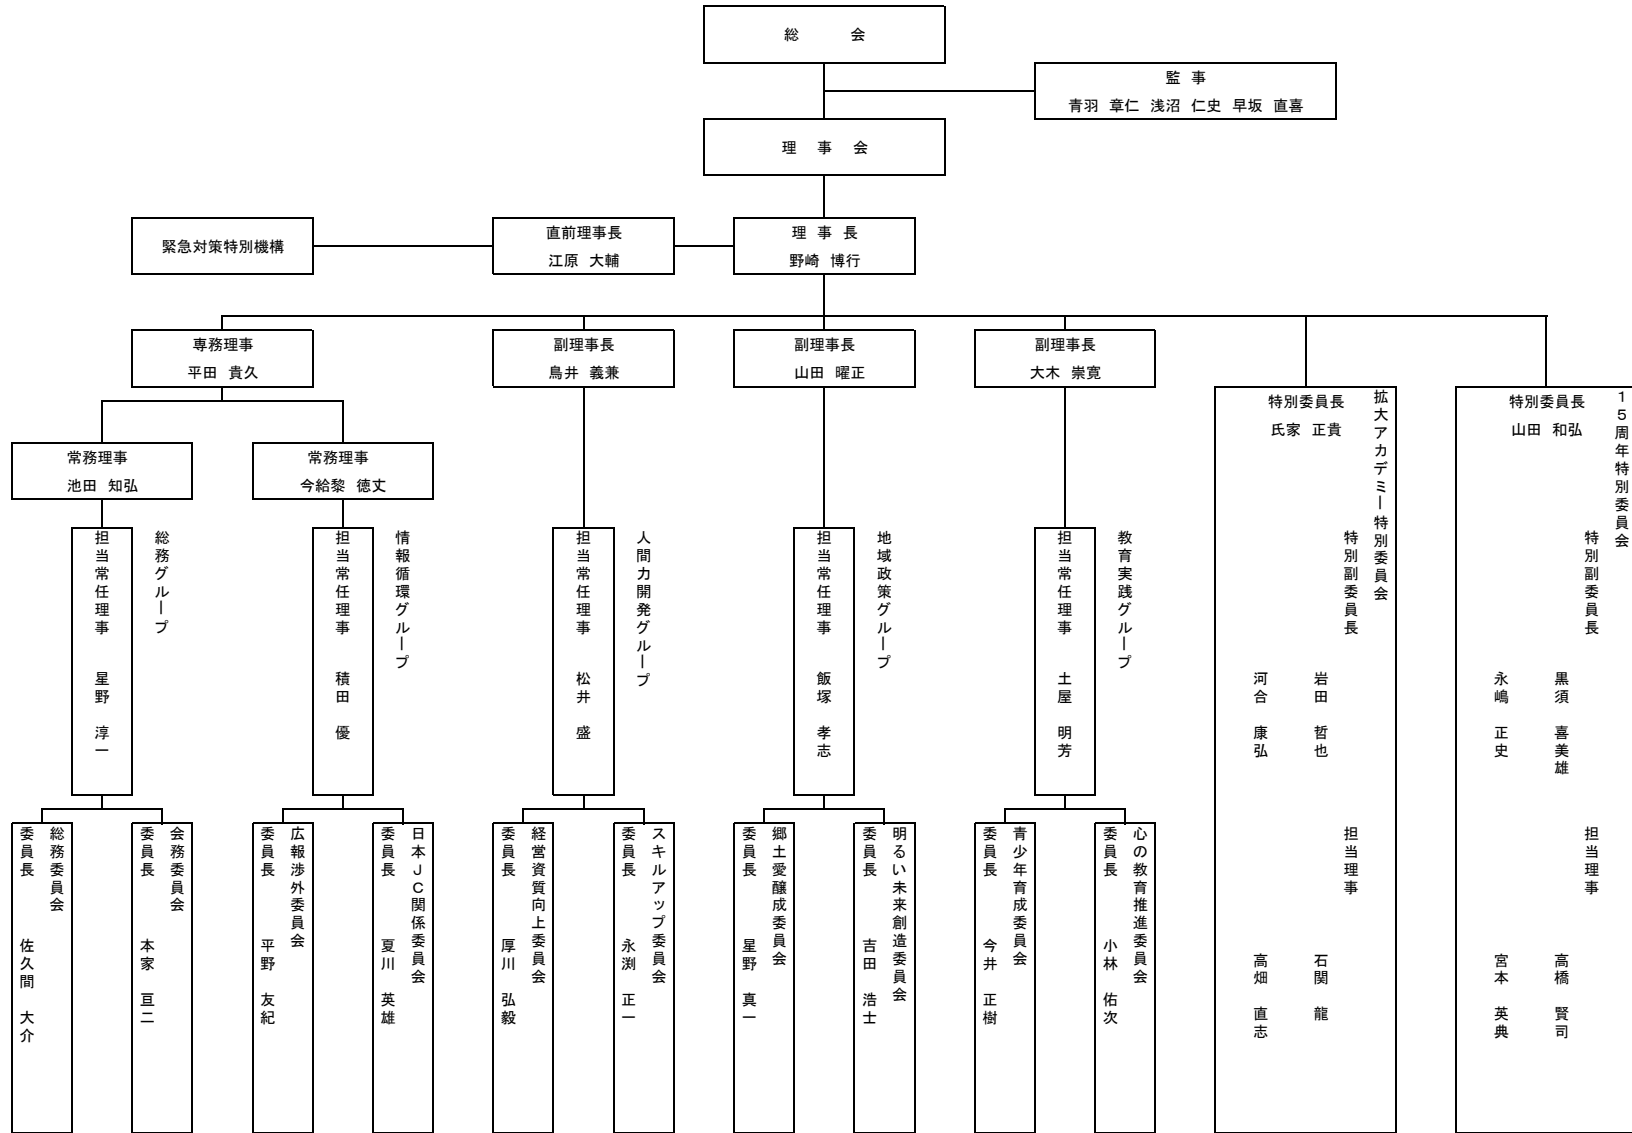 総 会
監 事
青羽 章仁 浅沼 仁史 早坂 直喜
理 事 会
緊急対策特別機構
直前理事長
江原 大輔
理 事 長
野崎 博行
専務理事
平田 貴久
副理事長
鳥井 義兼
副理事長
山田 曜正
副理事長
大木 崇寛
常務理事
池田 知弘
常務理事
今給黎 徳丈
総務グループ
担当常任理事 星野 淳一
情報循環グループ
担当常任理事 積田 優
人間力開発グループ
担当常任理事 松井 盛
地域政策グループ
担当常任理事 飯塚 孝志
教育実践グループ
担当常任理事 土屋 明芳
総務委員会
委員長 佐久間 大介
会務委員会
委員長 本家 亘二
広報渉外委員会
委員長 平野 友紀
日本JC関係委員会
委員長 夏川 英雄
経営資質向上委員会
委員長 厚川 弘毅
スキルアップ委員会
委員長 永渕 正一
郷土愛醸成委員会
委員長 星野 真一
明るい未来創造委員会
委員長 吉田 浩士
青少年育成委員会
委員長 今井 正樹
心の教育推進委員会
委員長 小林 佑次
拡大アカデミー特別委員会
特別委員長
氏家 正貴
特別副委員長
岩田 哲也
河合 康弘
担当理事
石関 龍
高畑 直志
15周年特別委員会
特別委員長
山田 和弘
特別副委員長
黒須 喜美雄
永嶋 正史
担当理事
高橋 賢司
宮本 英典